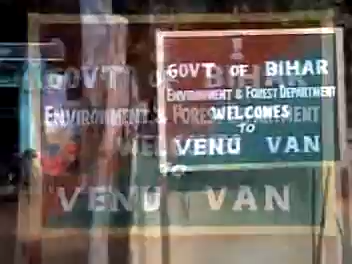 GOVT OF BIHAR
ENVIRONMENT & FOREST DEPARTMENT
WELCOMES
TO
VENU VAN